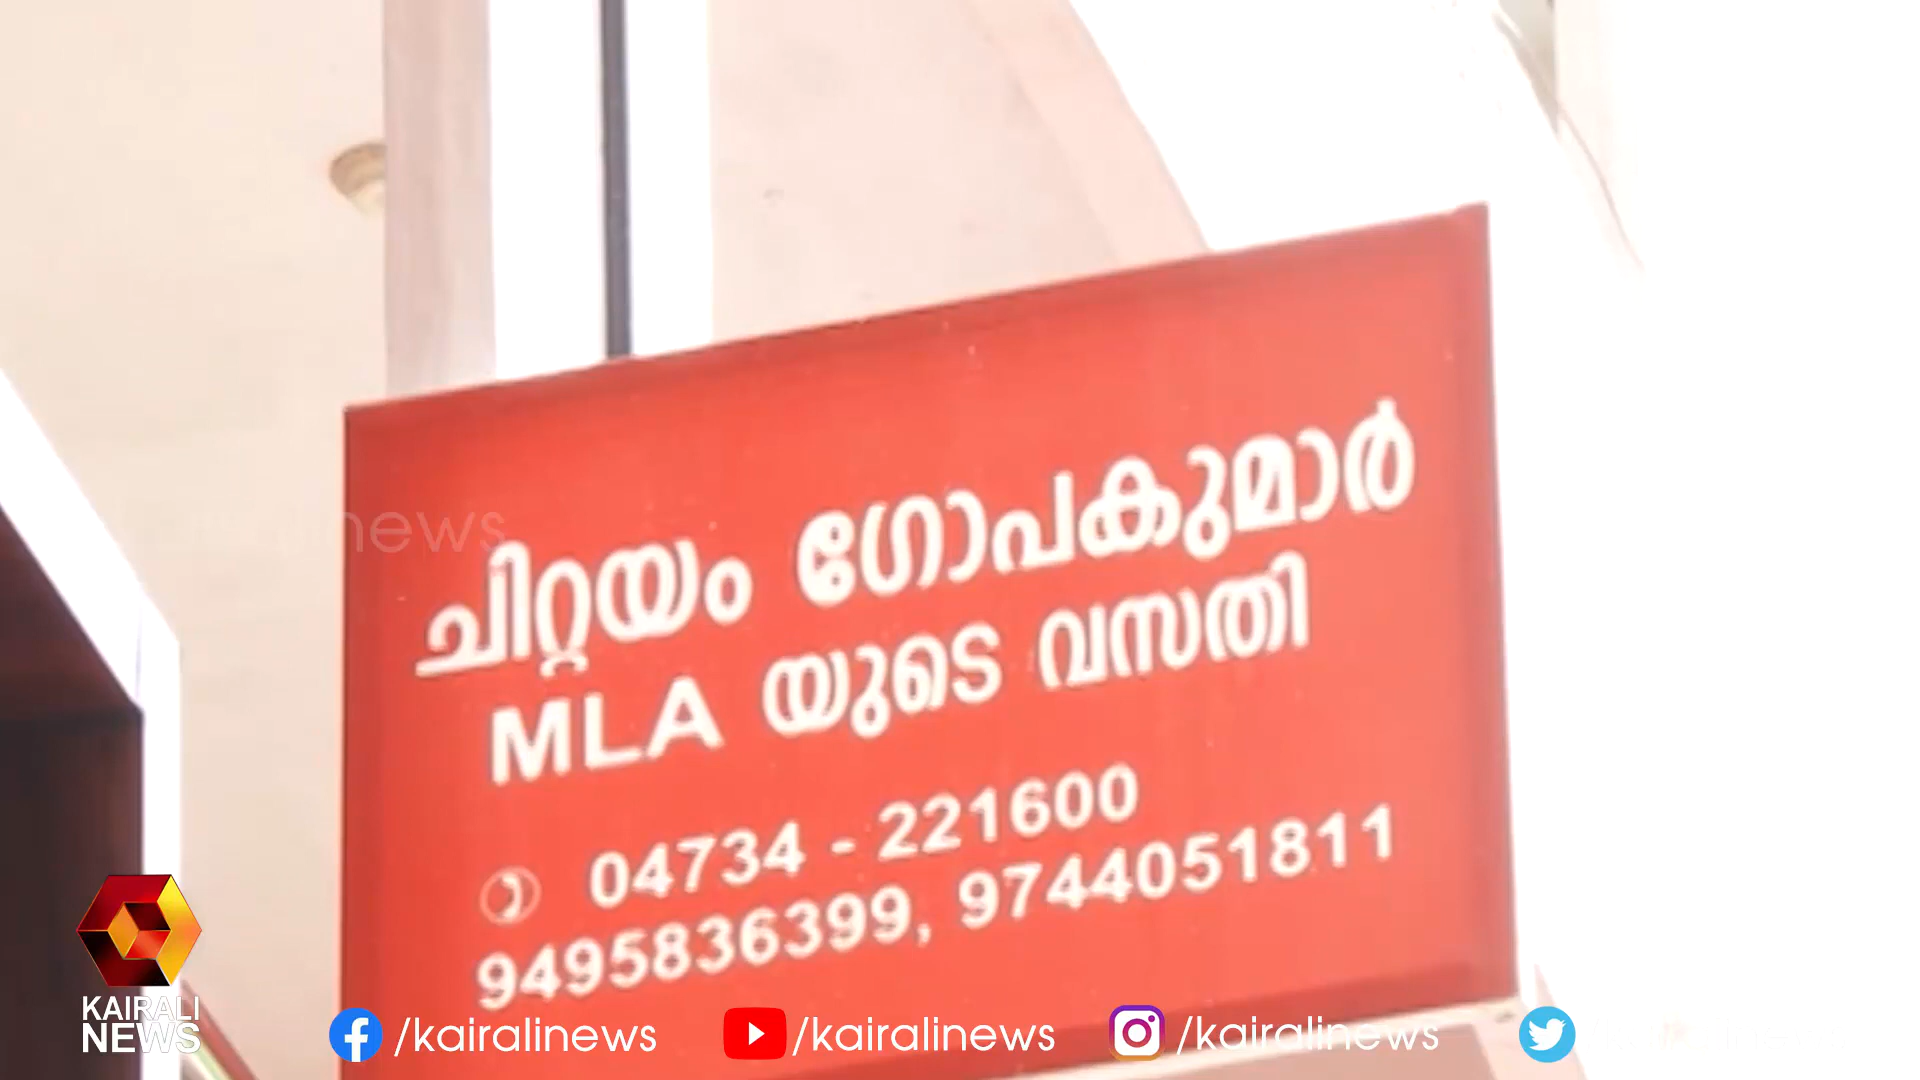 ചിറ്റയം ഗോപകുമാർ
MLA യുടെ വസതി
04734 - 221600
9495836399, 9744051811
KAIRALI
NEWS
/kairalinews
/kairalinews
/kairalinews